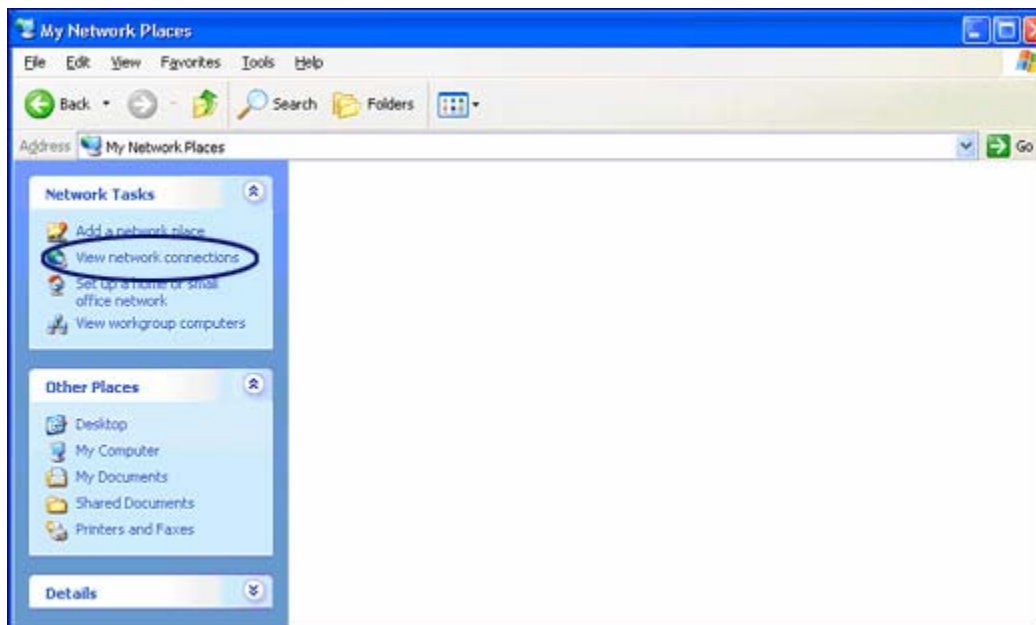 My Network Places
File Edit View Favorites Tools Help
Back Search Folders
Address My Network Places Go
Network Tasks
Add a network place
View network connections
Set up a home or small
office network
View workgroup computers
Other Places
Desktop
My Computer
My Documents
Shared Documents
Printers and Faxes
Details